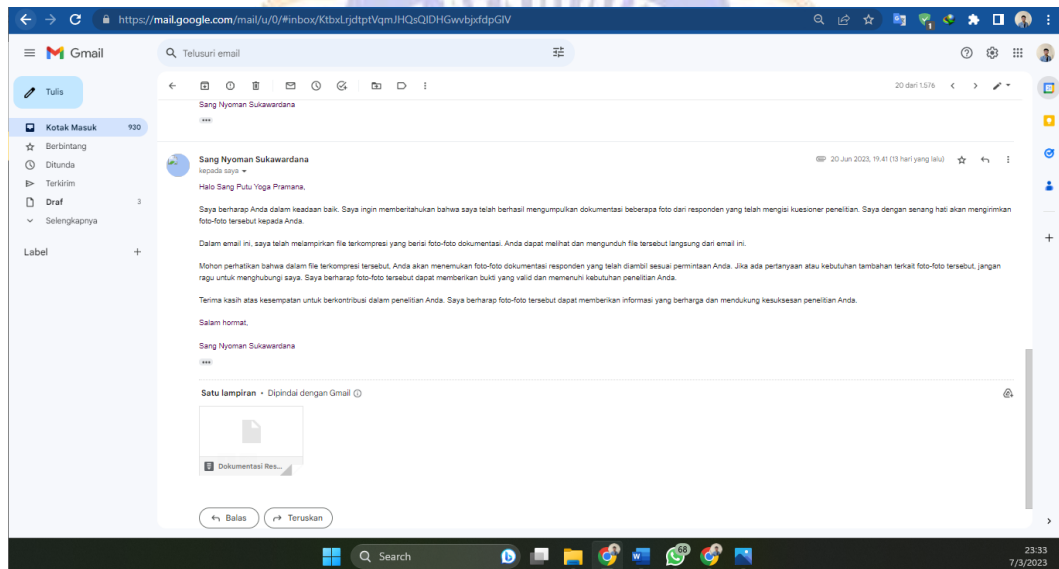 https://mail.google.com/mail/u/0/#inbox/KtbxLrjdtptVqmJHQsQIDHGwvbjxfdpGIV
Gmail
Telusuri email
Tulis
20 dari 1.576
Sang Nyoman Sukawardana
Kotak Masuk 930
Berbintang
Ditunda
Terkirim
Draf 3
Selengkapnya
Label
Sang Nyoman Sukawardana
20 Jun 2023, 19.41 (13 hari yang lalu)
kepada saya
Halo Sang Putu Yoga Pramana,
Saya berharap Anda dalam keadaan baik. Saya ingin memberitahukan bahwa saya telah berhasil mengumpulkan dokumentasi beberapa foto dari responden yang telah mengisi kuesioner penelitian. Saya dengan senang hati akan mengirimkan
foto-foto tersebut kepada Anda.
Dalam email ini, saya telah melampirkan file terkompresi yang berisi foto-foto dokumentasi. Anda dapat melihat dan mengunduh file tersebut langsung dari email ini.
Mohon perhatikan bahwa dalam file terkompresi tersebut, Anda akan menemukan foto-foto dokumentasi responden yang telah diambil sesuai permintaan Anda. Jika ada pertanyaan atau kebutuhan tambahan terkait foto-foto tersebut, jangan
ragu untuk menghubungi saya. Saya berharap foto-foto tersebut dapat memberikan bukti yang valid dan memenuhi kebutuhan penelitian Anda.
Terima kasih atas kesempatan untuk berkontribusi dalam penelitian Anda. Saya berharap foto-foto tersebut dapat memberikan informasi yang berharga dan mendukung kesuksesan penelitian Anda.
Salam hormat,
Sang Nyoman Sukawardana
Satu lampiran • Dipindai dengan Gmail
Dokumentasi Res...
Balas
Teruskan
Search
68
23:33
7/3/2023